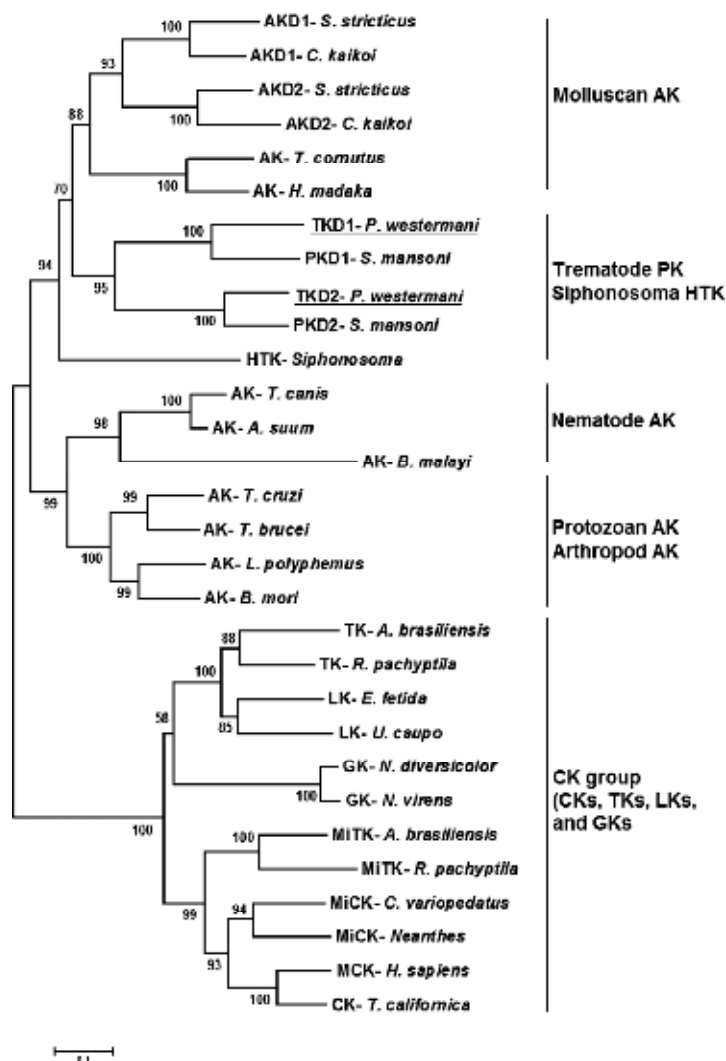 AKD1- S. stricticus
100
AKD1- C. kaikoi
93
AKD2- S. stricticus
Molluscan AK
100
AKD2- C. kaikoi
88
AK- T. cornutus
100
AK- H. madaka
70
TKD1- P. westermani
100
PKD1- S. mansoni
94
Trematode PK
Siphonosoma HTK
95
TKD2- P. westermani
100
PKD2- S. mansoni
HTK- Siphonosoma
AK- T. canis
100
AK- A. suum
Nematode AK
98
AK- B. malayi
99
AK- T. cruzi
99
AK- T. brucei
Protozoan AK
Arthropod AK
100
AK- L. polyphemus
99
AK- B. mori
TK- A. brasiliensis
88
TK- R. pachyptila
100
LK- E. fetida
85
LK- U. caupo
58
GK- N. diversicolor
100
GK- N. virens
CK group
(CKs, TKs, LKs,
and GKs
100
MiTK- A. brasiliensis
100
MiTK- R. pachyptila
99
MiCK- C. variopedatus
94
MiCK- Neanthes
93
MCK- H. sapiens
100
CK- T. californica